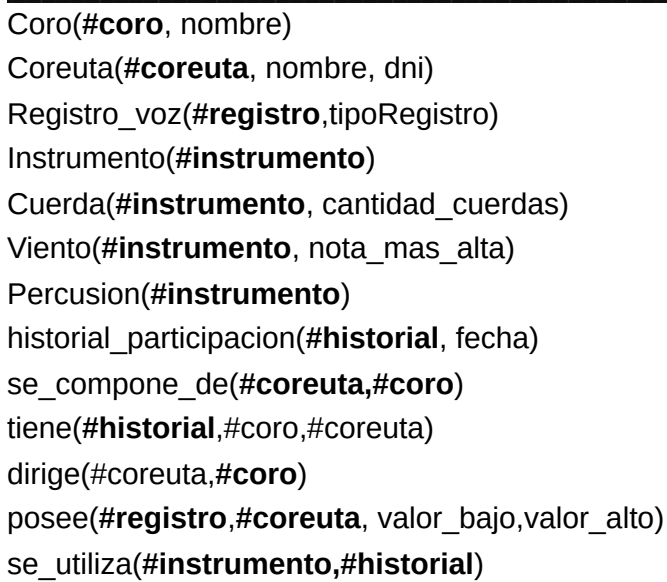 Coro(#coro, nombre)
Coreuta(#coreuta, nombre, dni)
Registro_voz(#registro,tipoRegistro)
Instrumento(#instrumento)
Cuerda(#instrumento, cantidad_cuerdas)
Viento(#instrumento, nota_mas_alta)
Percusion(#instrumento)
historial_participacion(#historial, fecha)
se_compone_de(#coreuta,#coro)
tiene(#historial,#coro,#coreuta)
dirige(#coreuta,#coro)
posee(#registro,#coreuta, valor_bajo,valor_alto)
se_utiliza(#instrumento,#historial)